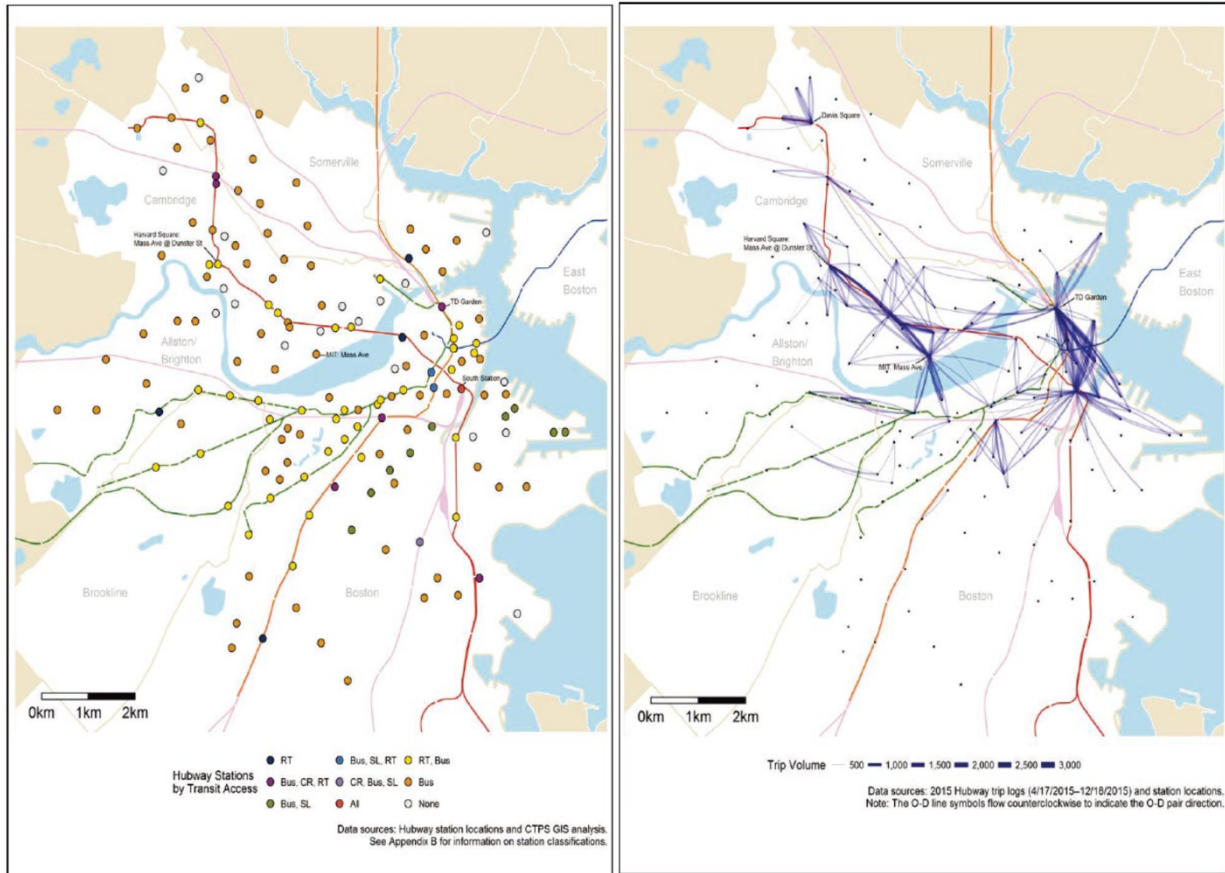 Somerville
Cambridge
Harvard Square:
Mass Ave @ Dunster St
East
Boston
TD Garden
Allston/
Brighton
MIT: Mass Ave
South Station
Brookline
Boston
0km 1km 2km
Hubway Stations
by Transit Access
RT
Bus, SL, RT
RT, Bus
Bus, CR, RT
CR, Bus, SL
Bus
Bus, SL
All
None
Data sources: Hubway station locations and CTPS GIS analysis.
See Appendix B for information on station classifications.
Davis Square
Somerville
Cambridge
Harvard Square:
Mass Ave @ Dunster St
East
Boston
TD Garden
Allston/
Brighton
MIT: Mass Ave
South Station
Brookline
Boston
0km 1km 2km
Trip Volume 500 1,000 1,500 2,000 2,500 3,000
Data sources: 2015 Hubway trip logs (4/17/2015–12/18/2015) and station locations.
Note: The O-D line symbols flow counterclockwise to indicate the O-D pair direction.